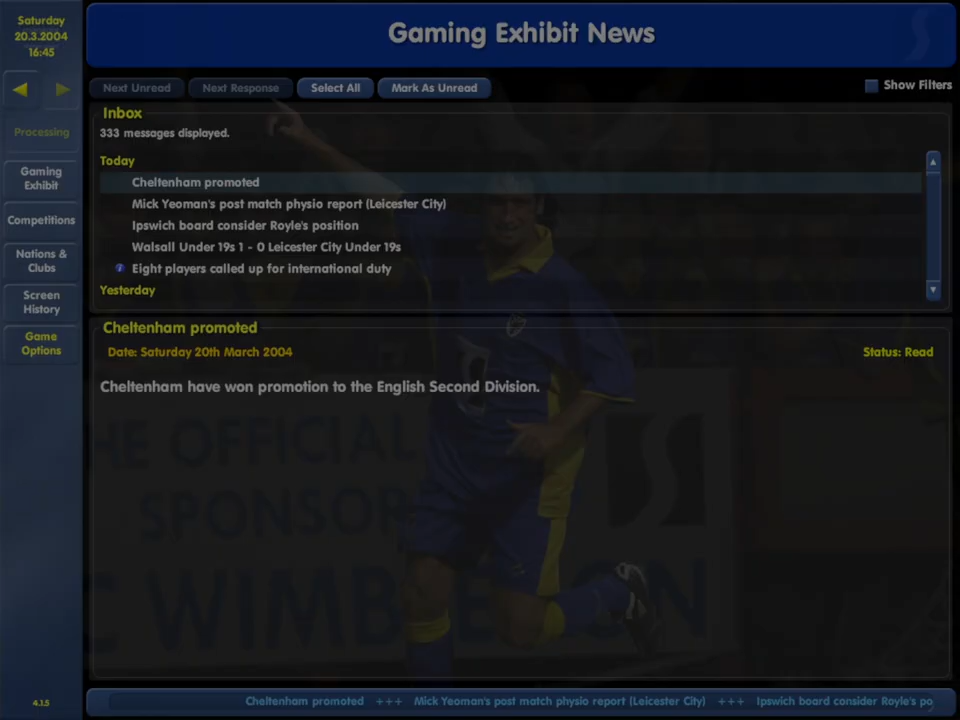 Saturday
20.3.2004
16:45
Gaming Exhibit News
Next Unread
Next Response
Select All
Mark As Unread
Show Filters
Processing
Gaming
Exhibit
Competitions
Nations &
Clubs
Screen
History
Game
Options
4.1.5
Inbox
333 messages displayed.
Today
Cheltenham promoted
Mick Yeoman's post match physio report (Leicester City)
Ipswich board consider Royle's position
Walsall Under 19s 1 - 0 Leicester City Under 19s
Eight players called up for international duty
Yesterday
Cheltenham promoted
Date: Saturday 20th March 2004
Status: Read
Cheltenham have won promotion to the English Second Division.
HE OFFICIAL
SPONSOR
C WIMBLEDON
Cheltenham promoted +++ Mick Yeoman's post match physio report (Leicester City) +++ Ipswich board consider Royle's po